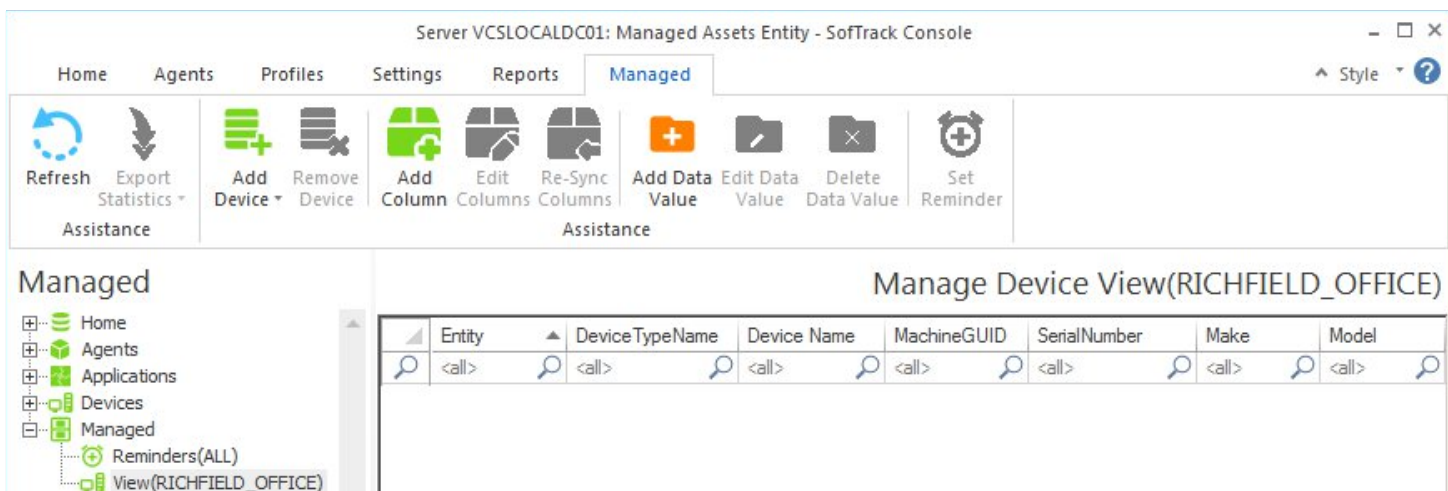 Server VCSLOCALDC01: Managed Assets Entity - SofTrack Console
Home Agents Profiles Settings Reports Managed Style ?
Refresh Export Add Remove Add Edit Re-Sync Add Data Edit Data Delete Set
Statistics Device Device Column Columns Columns Value Value Data Value Reminder
Assistance Assistance
Managed Manage Device View(RICHFIELD_OFFICE)
Home
Agents
Applications
Devices
Managed
Reminders(ALL)
View(RICHFIELD_OFFICE)
Entity DeviceTypeName Device Name MachineGUID SerialNumber Make Model
<all> <all> <all> <all> <all> <all> <all>